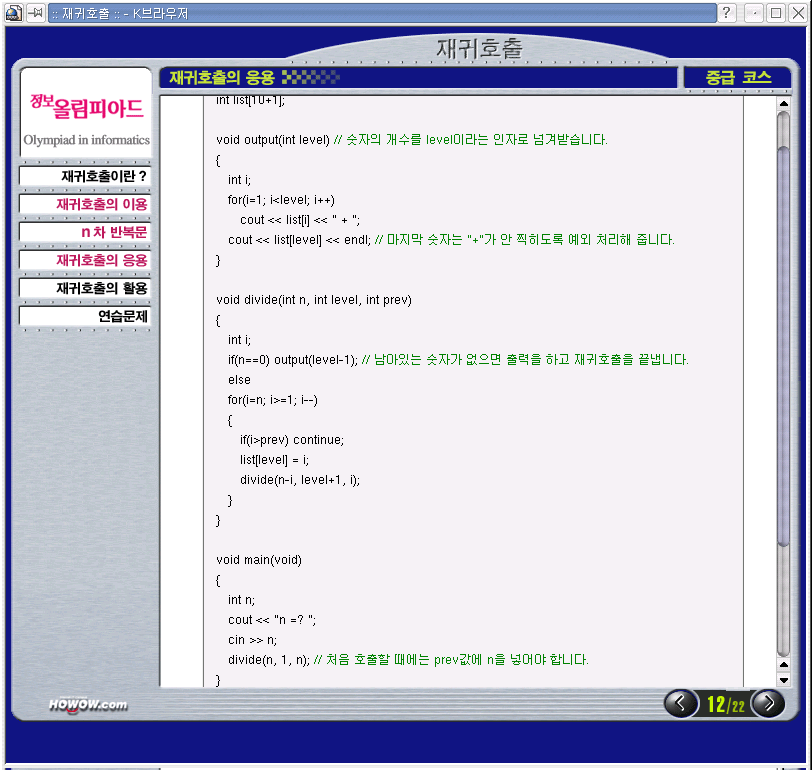 :: 재귀호출 :: - K브라우저
재귀호출
재귀호출의 응용
중급 코스
정보올림피아드
Olympiad in informatics
재귀호출이란 ?
재귀호출의 이용
n 차 반복문
재귀호출의 응용
재귀호출의 활용
연습문제
int list[10+1];
void output(int level) // 숫자의 개수를 level이라는 인자로 넘겨받습니다.
{
int i;
for(i=1; i<level; i++)
cout << list[i] << " + ";
cout << list[level] << endl; // 마지막 숫자는 "+"가 안 찍히도록 예외 처리해 줍니다.
}
void divide(int n, int level, int prev)
{
int i;
if(n==0) output(level-1); // 남아있는 숫자가 없으면 출력을 하고 재귀호출을 끝냅니다.
else
for(i=n; i>=1; i--)
{
if(i>prev) continue;
list[level] = i;
divide(n-i, level+1, i);
}
}
void main(void)
{
int n;
cout << "n =? ";
cin >> n;
divide(n, 1, n); // 처음 호출할 때에는 prev값에 n을 넣어야 합니다.
}
HOWOW.com
12/22